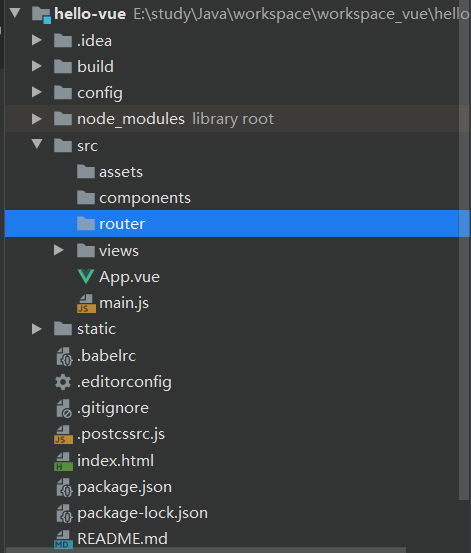 hello-vue E:\study\Java\workspace\workspace_vue\hello
.idea
build
config
node_modules library root
src
assets
components
router
views
App.vue
main.js
static
.babelrc
.editorconfig
.gitignore
.postcssrc.js
index.html
package.json
package-lock.json
README.md